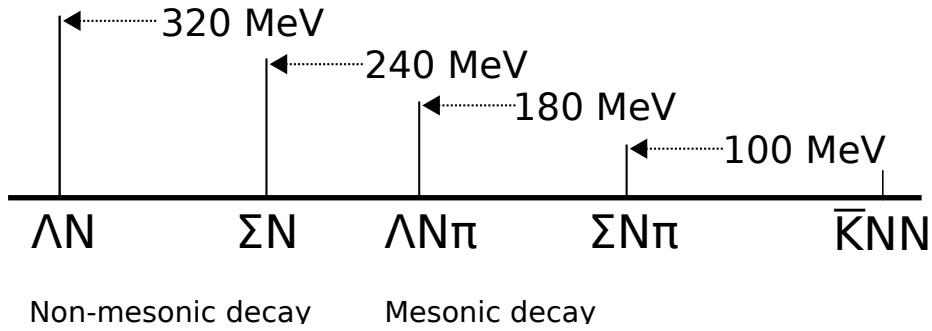 320 MeV
240 MeV
180 MeV
100 MeV
ΛN ΣN ΛNπ ΣNπ K̅NN
Non-mesonic decay Mesonic decay